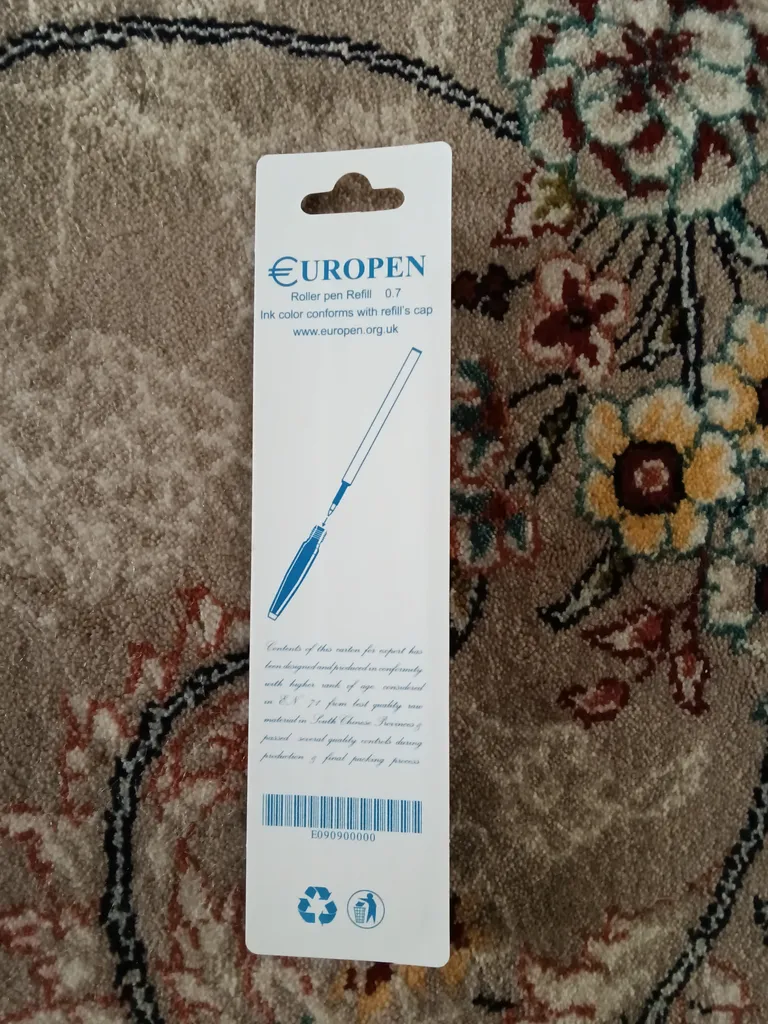 €UROPEN
Roller pen Refill 0.7
Ink color conforms with refill's cap
www.europen.org.uk
Contents of this carton for export has
been designed and produced in conformity
with higher rank of age considered
in EN 71 from best quality raw
material in South Chinese Provinces &
passed several quality controls during
production & final packing process
E090900000